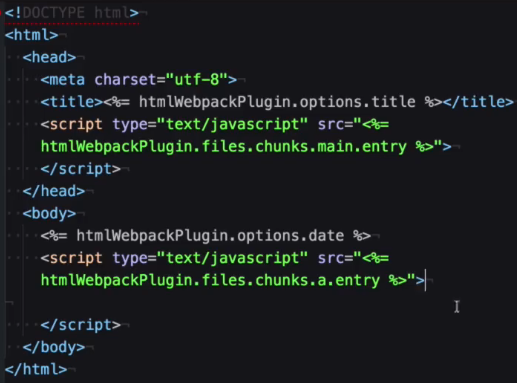 <!DOCTYPE html>
<html>
<head>
<meta charset="utf-8">
<title><%= htmlWebpackPlugin.options.title %></title>
<script type="text/javascript" src="<%=
htmlWebpackPlugin.files.chunks.main.entry %>">
</script>
</head>
<body>
<%= htmlWebpackPlugin.options.date %>
<script type="text/javascript" src="<%=
htmlWebpackPlugin.files.chunks.a.entry %>">
</script>
</body>
</html>